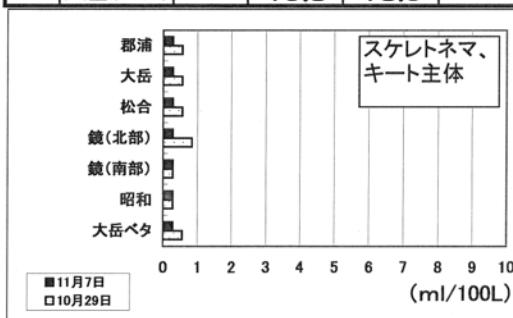 スケレトネマ、
キート主体
郡浦
大岳
松合
鏡(北部)
鏡(南部)
昭和
大岳ベタ
0 1 2 3 4 5 6 7 8 9 10
(ml/100L)
■11月7日
□10月29日